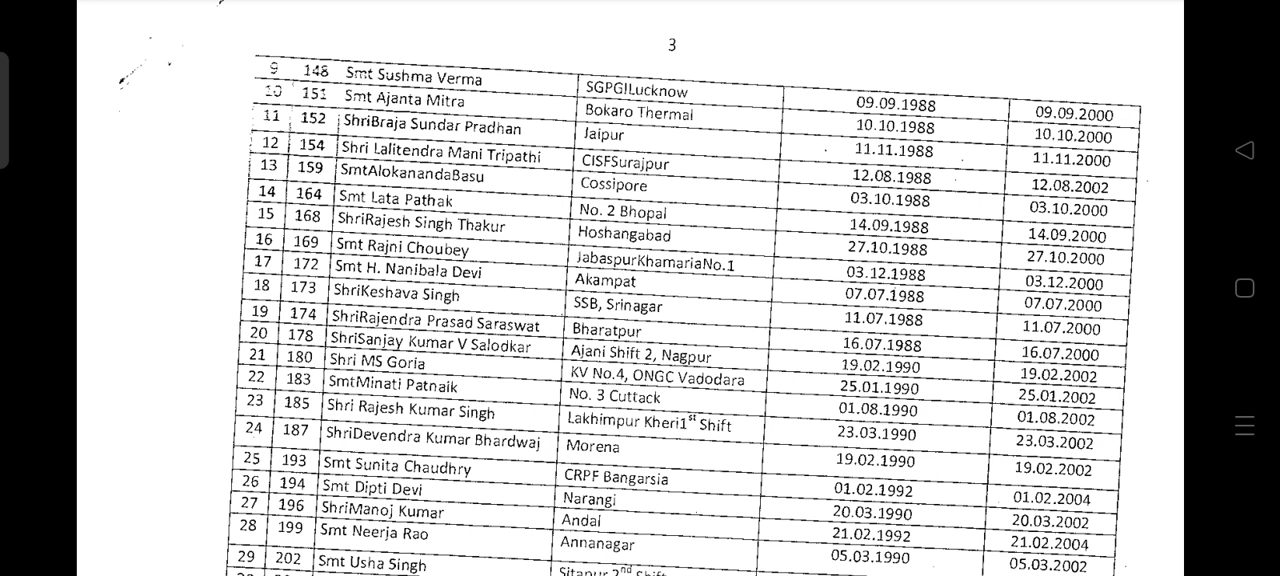 3
9 148 Smt Sushma Verma SGPGILucknow 09.09.1988 09.09.2000
10 151 Smt Ajanta Mitra Bokaro Thermal 10.10.1988 10.10.2000
11 152 ShriBraja Sundar Pradhan Jaipur 11.11.1988 11.11.2000
12 154 Shri Lalitendra Mani Tripathi CISFSurajpur 12.08.1988 12.08.2002
13 159 SmtAlokanandaBasu Cossipore 03.10.1988 03.10.2000
14 164 Smt Lata Pathak No. 2 Bhopal 14.09.1988 14.09.2000
15 168 ShriRajesh Singh Thakur Hoshangabad 27.10.1988 27.10.2000
16 169 Smt Rajni Choubey JabaspurKhamariaNo.1 03.12.1988 03.12.2000
17 172 Smt H. Nanibala Devi Akampat 07.07.1988 07.07.2000
18 173 ShriKeshava Singh SSB, Srinagar 11.07.1988 11.07.2000
19 174 ShriRajendra Prasad Saraswat Bharatpur 16.07.1988 16.07.2000
20 178 ShriSanjay Kumar V Salodkar Ajani Shift 2, Nagpur 19.02.1990 19.02.2002
21 180 Shri MS Goria KV No.4, ONGC Vadodara 25.01.1990 25.01.2002
22 183 SmtMinati Patnaik No. 3 Cuttack 01.08.1990 01.08.2002
23 185 Shri Rajesh Kumar Singh Lakhimpur Kheri1st Shift 23.03.1990 23.03.2002
24 187 ShriDevendra Kumar Bhardwaj Morena 19.02.1990 19.02.2002
25 193 Smt Sunita Chaudhry CRPF Bangarsia 01.02.1992 01.02.2004
26 194 Smt Dipti Devi Narangi 20.03.1990 20.03.2002
27 196 ShriManoj Kumar Andal 21.02.1992 21.02.2004
28 199 Smt Neerja Rao Annanagar 05.03.1990 05.03.2002
29 202 Smt Usha Singh Sitapur 2nd Shift